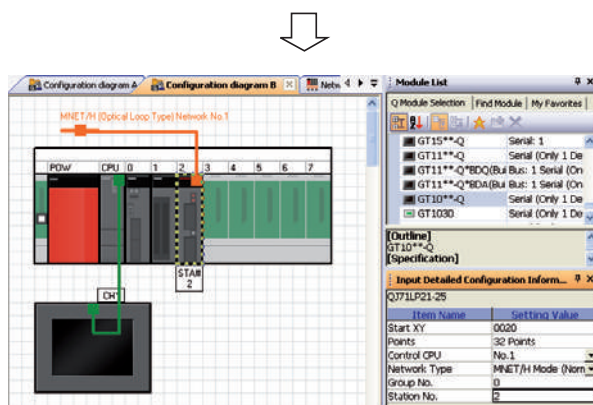 Configuration diagram A
Configuration diagram B
Netw
MNET/H (Optical Loop Type) Network No.1
POW CPU 0 1 2 3 4 5 6 7
STA#
2
CH1
Module List
Q Module Selection Find Module My Favorites
GT15**-Q Serial: 1
GT11**-Q Serial (Only 1 De
GT11**-Q*BDQ(Bui Bus: 1 Serial (On
GT11**-Q*BDA(Bui Bus: 1 Serial (On
GT10**-Q Serial (Only 1 De
GT1030 Serial (Only 1 De
[Outline]
GT10**-Q
[Specification]
Input Detailed Configuration Inform...
QJ71LP21-25
Item Name Setting Value
Start XY 0020
Points 32 Points
Control CPU No.1
Network Type MNET/H Mode (Norm
Group No. 0
Station No. 2